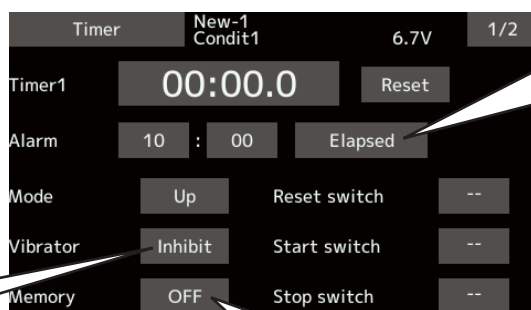 Timer New-1 Condit1 6.7V 1/2
Timer1 00:00.0 Reset
Alarm 10 : 00 Elapsed
Mode Up Reset switch --
Vibrator Inhibit Start switch --
Memory OFF Stop switch --